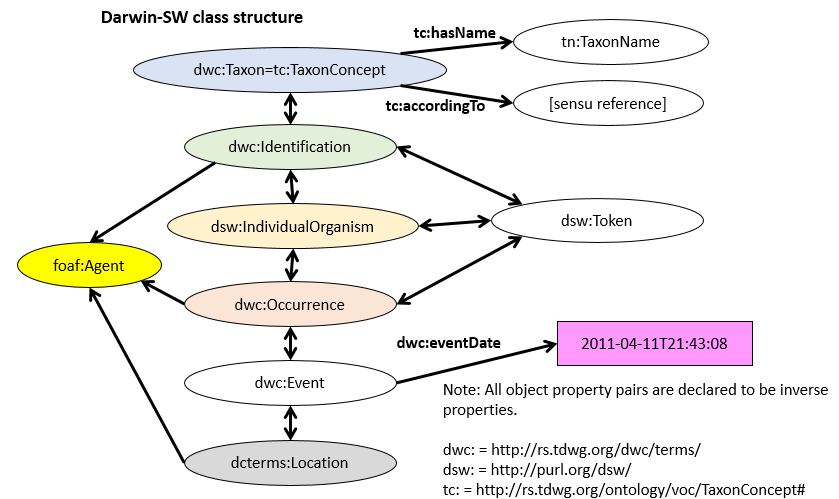 Darwin-SW class structure
tc:hasName
tn:TaxonName
dwc:Taxon=tc:TaxonConcept
tc:accordingTo
[sensu reference]
dwc:Identification
dsw:IndividualOrganism
dsw:Token
foaf:Agent
dwc:Occurrence
dwc:eventDate
2011-04-11T21:43:08
dwc:Event
Note: All object property pairs are declared to be inverse
properties.
dcterms:Location
dwc: = http://rs.tdwg.org/dwc/terms/
dsw: = http://purl.org/dsw/
tc: = http://rs.tdwg.org/ontology/voc/TaxonConcept#